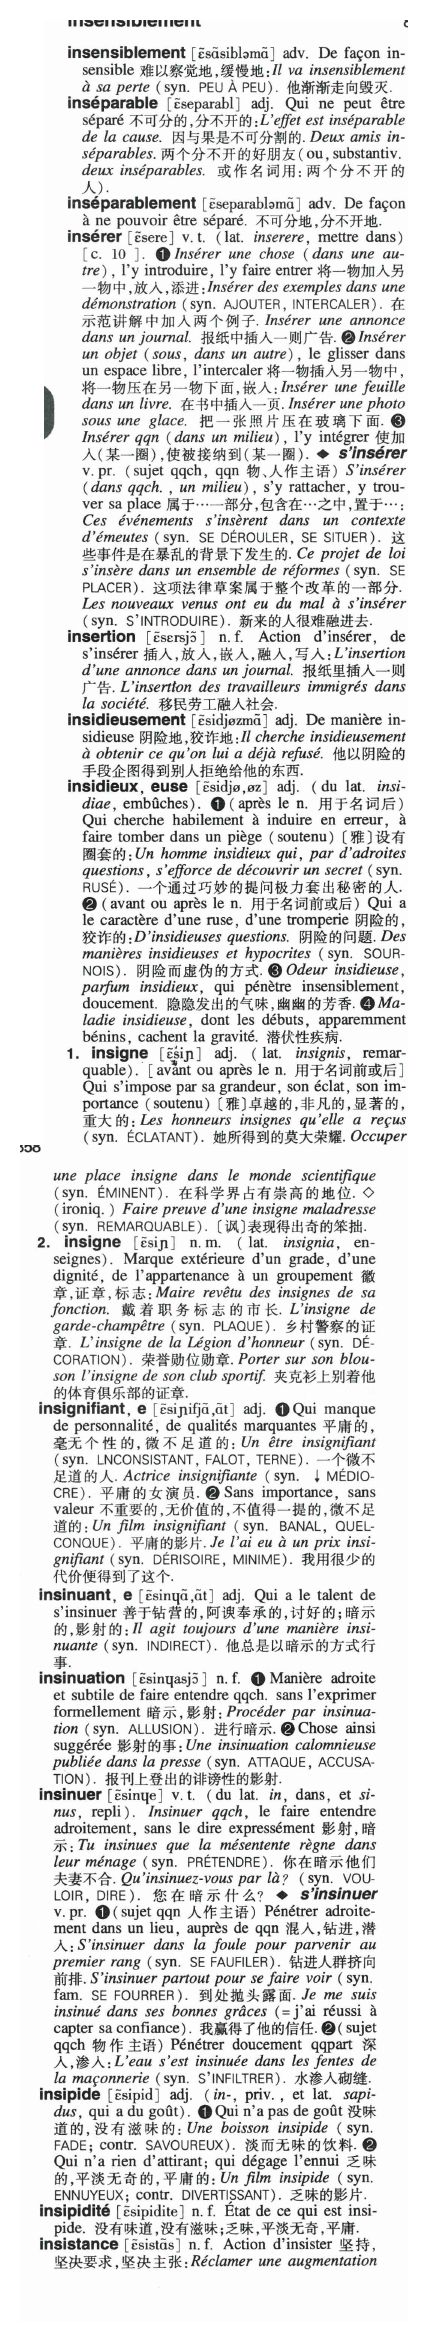 insensiblement
insensiblement [ɛ̃sɑ̃sibləmɑ̃] adv. De façon in-
sensible 难以察觉地,缓慢地:Il va insensiblement
à sa perte (syn. PEU À PEU). 他渐渐走向毁灭.
inséparable [ɛ̃separabl] adj. Qui ne peut être
séparé 不可分的,分不开的:L'effet est inséparable
de la cause. 因与果是不可分割的. Deux amis in-
séparables. 两个分不开的好朋友(ou, substantiv.
deux inséparables. 或作名词用:两个分不开的
人).
inséparablement [ɛ̃separabləmɑ̃] adv. De façon
à ne pouvoir être séparé. 不可分地,分不开地.
insérer [ɛ̃sere] v. t. (lat. inserere, mettre dans)
[c. 10 ]. ❶ Insérer une chose (dans une au-
tre), l'y introduire, l'y faire entrer 将一物加入另
一物中,放入,添进:Insérer des exemples dans une
démonstration (syn. AJOUTER, INTERCALER). 在
示范讲解中加入两个例子. Insérer une annonce
dans un journal. 报纸中插入一则广告. ❷ Insérer
un objet (sous, dans un autre), le glisser dans
un espace libre, l'intercaler 将一物插入另一物中,
将一物压在另一物下面,嵌入:Insérer une feuille
dans un livre. 在书中插入一页. Insérer une photo
sous une glace. 把一张照片压在玻璃下面. ❸
Insérer qqn (dans un milieu), l'y intégrer 使加
入(某一圈),使被接纳到(某一圈). ◆ s'insérer
v. pr. (sujet qqch, qqn 物、人作主语) S'insérer
(dans qqch., un milieu), s'y rattacher, y trou-
ver sa place 属于…一部分,包含在…之中,置于…:
Ces événements s'insèrent dans un contexte
d'émeutes (syn. SE DÉROULER, SE SITUER). 这
些事件是在暴乱的背景下发生的. Ce projet de loi
s'insère dans un ensemble de réformes (syn. SE
PLACER). 这项法律草案属于整个改革的一部分.
Les nouveaux venus ont eu du mal à s'insérer
(syn. S'INTRODUIRE). 新来的人很难融进去.
insertion [ɛ̃sɛrsjɔ̃] n. f. Action d'insérer, de
s'insérer 插入,放入,嵌入,融入,写入:L'insertion
d'une annonce dans un journal. 报纸里插入一则
广告. L'insertion des travailleurs immigrés dans
la société. 移民劳工融入社会.
insidieusement [ɛ̃sidjøzmɑ̃] adj. De manière in-
sidieuse 阴险地,狡诈地:Il cherche insidieusement
à obtenir ce qu'on lui a déjà refusé. 他以阴险的
手段企图得到别人拒绝给他的东西.
insidieux, euse [ɛ̃sidjø,øz] adj. (du lat. insi-
diae, embûches). ❶ (après le n. 用于名词后)
Qui cherche habilement à induire en erreur, à
faire tomber dans un piège (soutenu) 〔雅〕设有
圈套的:Un homme insidieux qui, par d'adroites
questions, s'efforce de découvrir un secret (syn.
RUSÉ). 一个通过巧妙的提问极力套出秘密的人.
❷ (avant ou après le n. 用于名词前或后) Qui a
le caractère d'une ruse, d'une tromperie 阴险的,
狡诈的:D'insidieuses questions. 阴险的问题. Des
manières insidieuses et hypocrites (syn. SOUR-
NOIS). 阴险而虚伪的方式. ❸ Odeur insidieuse,
parfum insidieux, qui pénètre insensiblement,
doucement. 隐隐发出的气味,幽幽的芳香. ❹ Ma-
ladie insidieuse, dont les débuts, apparemment
bénins, cachent la gravité. 潜伏性疾病.
1. insigne [ɛ̃siɲ] adj. (lat. insignis, remar-
quable). [avant ou après le n. 用于名词前或后]
Qui s'impose par sa grandeur, son éclat, son im-
portance (soutenu) [雅]卓越的,非凡的,显著的,
重大的: Les honneurs insignes qu'elle a reçus
(syn. ÉCLATANT). 她所得到的莫大荣耀. Occuper
une place insigne dans le monde scientifique
(syn. ÉMINENT). 在科学界占有崇高的地位. ◇
(ironiq.) Faire preuve d'une insigne maladresse
(syn. REMARQUABLE). 〔讽〕表现得出奇的笨拙.
2. insigne [ɛ̃siɲ] n. m. (lat. insignia, en-
seignes). Marque extérieure d'un grade, d'une
dignité, de l'appartenance à un groupement 徽
章,证章,标志:Maire revêtu des insignes de sa
fonction. 戴着职务标志的市长. L'insigne de
garde-champêtre (syn. PLAQUE). 乡村警察的证
章. L'insigne de la Légion d'honneur (syn. DÉ-
CORATION). 荣誉勋位勋章. Porter sur son blou-
son l'insigne de son club sportif. 夹克衫上别着他
的体育俱乐部的证章.
insignifiant, e [ɛ̃siɲifjɑ̃,ɑ̃t] adj. ❶ Qui manque
de personnalité, de qualités marquantes 平庸的,
毫无个性的,微不足道的: Un être insignifiant
(syn. LNCONSISTANT, FALOT, TERNE). 一个微不
足道的人. Actrice insignifiante (syn. ↓ MÉDIO-
CRE). 平庸的女演员. ❷ Sans importance, sans
valeur 不重要的,无价值的,不值得一提的,微不足
道的:Un film insignifiant (syn. BANAL, QUEL-
CONQUE). 平庸的影片. Je l'ai eu à un prix insi-
gnifiant (syn. DÉRISOIRE, MINIME). 我用很少的
代价便得到了这个.
insinuant, e [ɛ̃sinɥɑ̃,ɑ̃t] adj. Qui a le talent de
s'insinuer 善于钻营的,阿谀奉承的,讨好的;暗示
的,影射的:Il agit toujours d'une manière insi-
nuante (syn. INDIRECT). 他总是以暗示的方式行
事.
insinuation [ɛ̃sinɥasjɔ̃] n. f. ❶ Manière adroite
et subtile de faire entendre qqch. sans l'exprimer
formellement 暗示,影射:Procéder par insinua-
tion (syn. ALLUSION). 进行暗示. ❷ Chose ainsi
suggérée 影射的事:Une insinuation calomnieuse
publiée dans la presse (syn. ATTAQUE, ACCUSA-
TION). 报刊上登出的诽谤性的影射.
insinuer [ɛ̃sinɥe] v. t. (du lat. in, dans, et si-
nus, repli). Insinuer qqch, le faire entendre
adroitement, sans le dire expressément 影射,暗
示:Tu insinues que la mésentente règne dans
leur ménage (syn. PRÉTENDRE). 你在暗示他们
夫妻不合. Qu'insinuez-vous par là? (syn. VOU-
LOIR, DIRE). 您在暗示什么? ◆ s'insinuer
v. pr. ❶ (sujet qqn 人作主语) Pénétrer adroite-
ment dans un lieu, auprès de qqn 混入,钻进,潜
入:S'insinuer dans la foule pour parvenir au
premier rang (syn. SE FAUFILER). 钻进人群挤向
前排. S'insinuer partout pour se faire voir (syn.
fam. SE FOURRER). 到处抛头露面. Je me suis
insinué dans ses bonnes grâces (= j'ai réussi à
capter sa confiance). 我赢得了他的信任. ❷ (sujet
qqch 物作主语) Pénétrer doucement qqpart 深
入,渗入:L'eau s'est insinuée dans les fentes de
la maçonnerie (syn. S'INFILTRER). 水渗入砌缝.
insipide [ɛ̃sipid] adj. (in-, priv., et lat. sapi-
dus, qui a du goût). ❶ Qui n'a pas de goût 没味
道的,没有滋味的: Une boisson insipide (syn.
FADE; contr. SAVOUREUX). 淡而无味的饮料. ❷
Qui n'a rien d'attirant; qui dégage l'ennui 乏味
的,平淡无奇的,平庸的: Un film insipide (syn.
ENNUYEUX; contr. DIVERTISSANT). 乏味的影片.
insipidité [ɛ̃sipidite] n. f. État de ce qui est insi-
pide. 没有味道,没有滋味;乏味,平淡无奇,平庸.
insistance [ɛ̃sistɑ̃s] n. f. Action d'insister 坚持,
坚决要求,坚决主张:Réclamer une augmentation